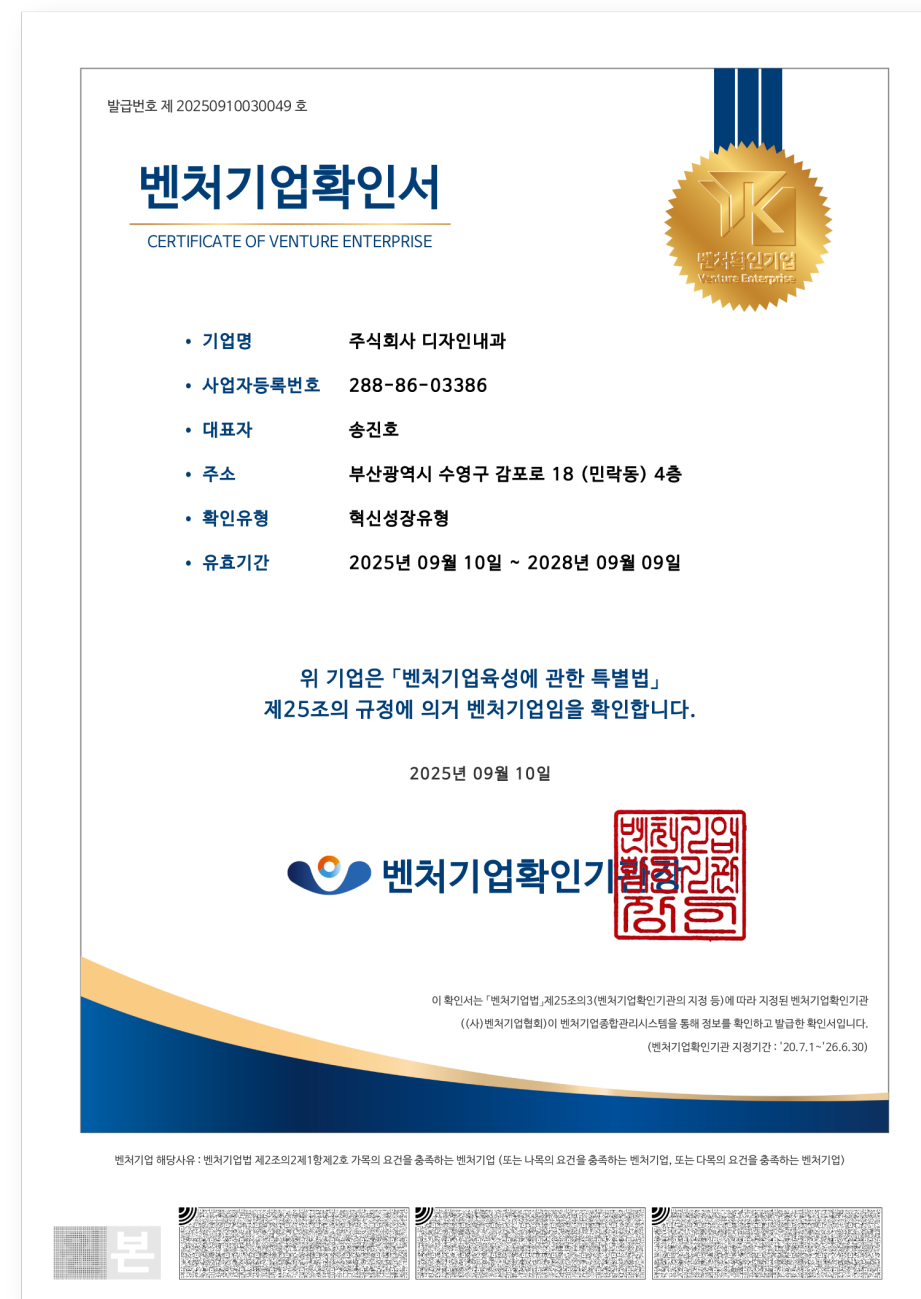 발급번호 제 20250910030049 호
벤처기업확인서
CERTIFICATE OF VENTURE ENTERPRISE
벤처확인기업
Venture Enterprise
• 기업명 주식회사 디자인내과
• 사업자등록번호 288-86-03386
• 대표자 송진호
• 주소 부산광역시 수영구 감포로 18 (민락동) 4층
• 확인유형 혁신성장유형
• 유효기간 2025년 09월 10일 ~ 2028년 09월 09일
위 기업은 「벤처기업육성에 관한 특별법」
제25조의 규정에 의거 벤처기업임을 확인합니다.
2025년 09월 10일
벤처기업확인기관장
이 확인서는 「벤처기업법」제25조의3(벤처기업확인기관의 지정 등)에 따라 지정된 벤처기업확인기관
((사)벤처기업협회)이 벤처기업종합관리시스템을 통해 정보를 확인하고 발급한 확인서입니다.
(벤처기업확인기관 지정기간 : '20.7.1~'26.6.30)
벤처기업 해당사유 : 벤처기업법 제2조의2제1항제2호 가목의 요건을 충족하는 벤처기업 (또는 나목의 요건을 충족하는 벤처기업, 또는 다목의 요건을 충족하는 벤처기업)
본